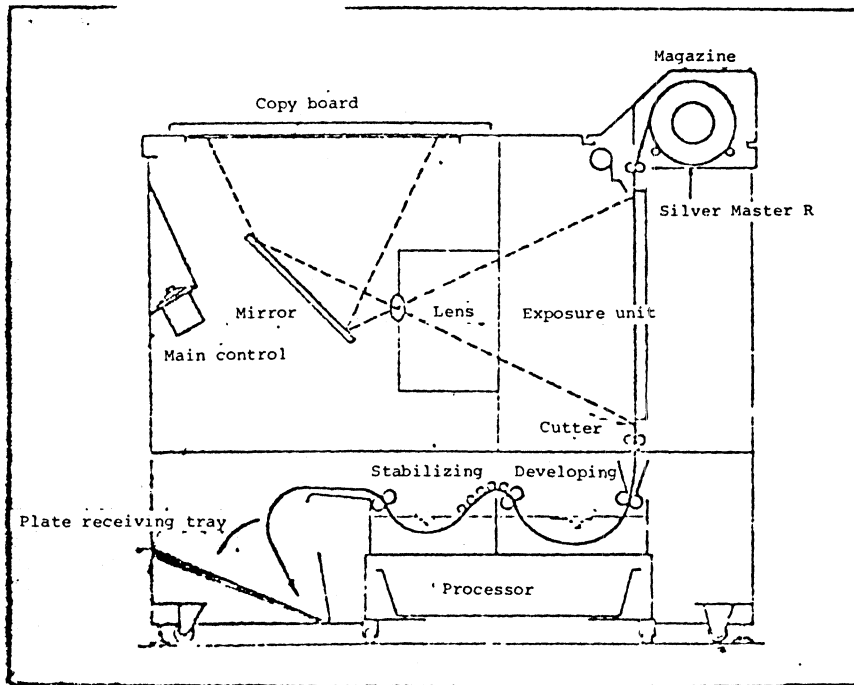 Magazine
Copy board
Silver Master R
Mirror
Lens
Exposure unit
Main control
Cutter
Stabilizing
Developing
Plate receiving tray
Processor